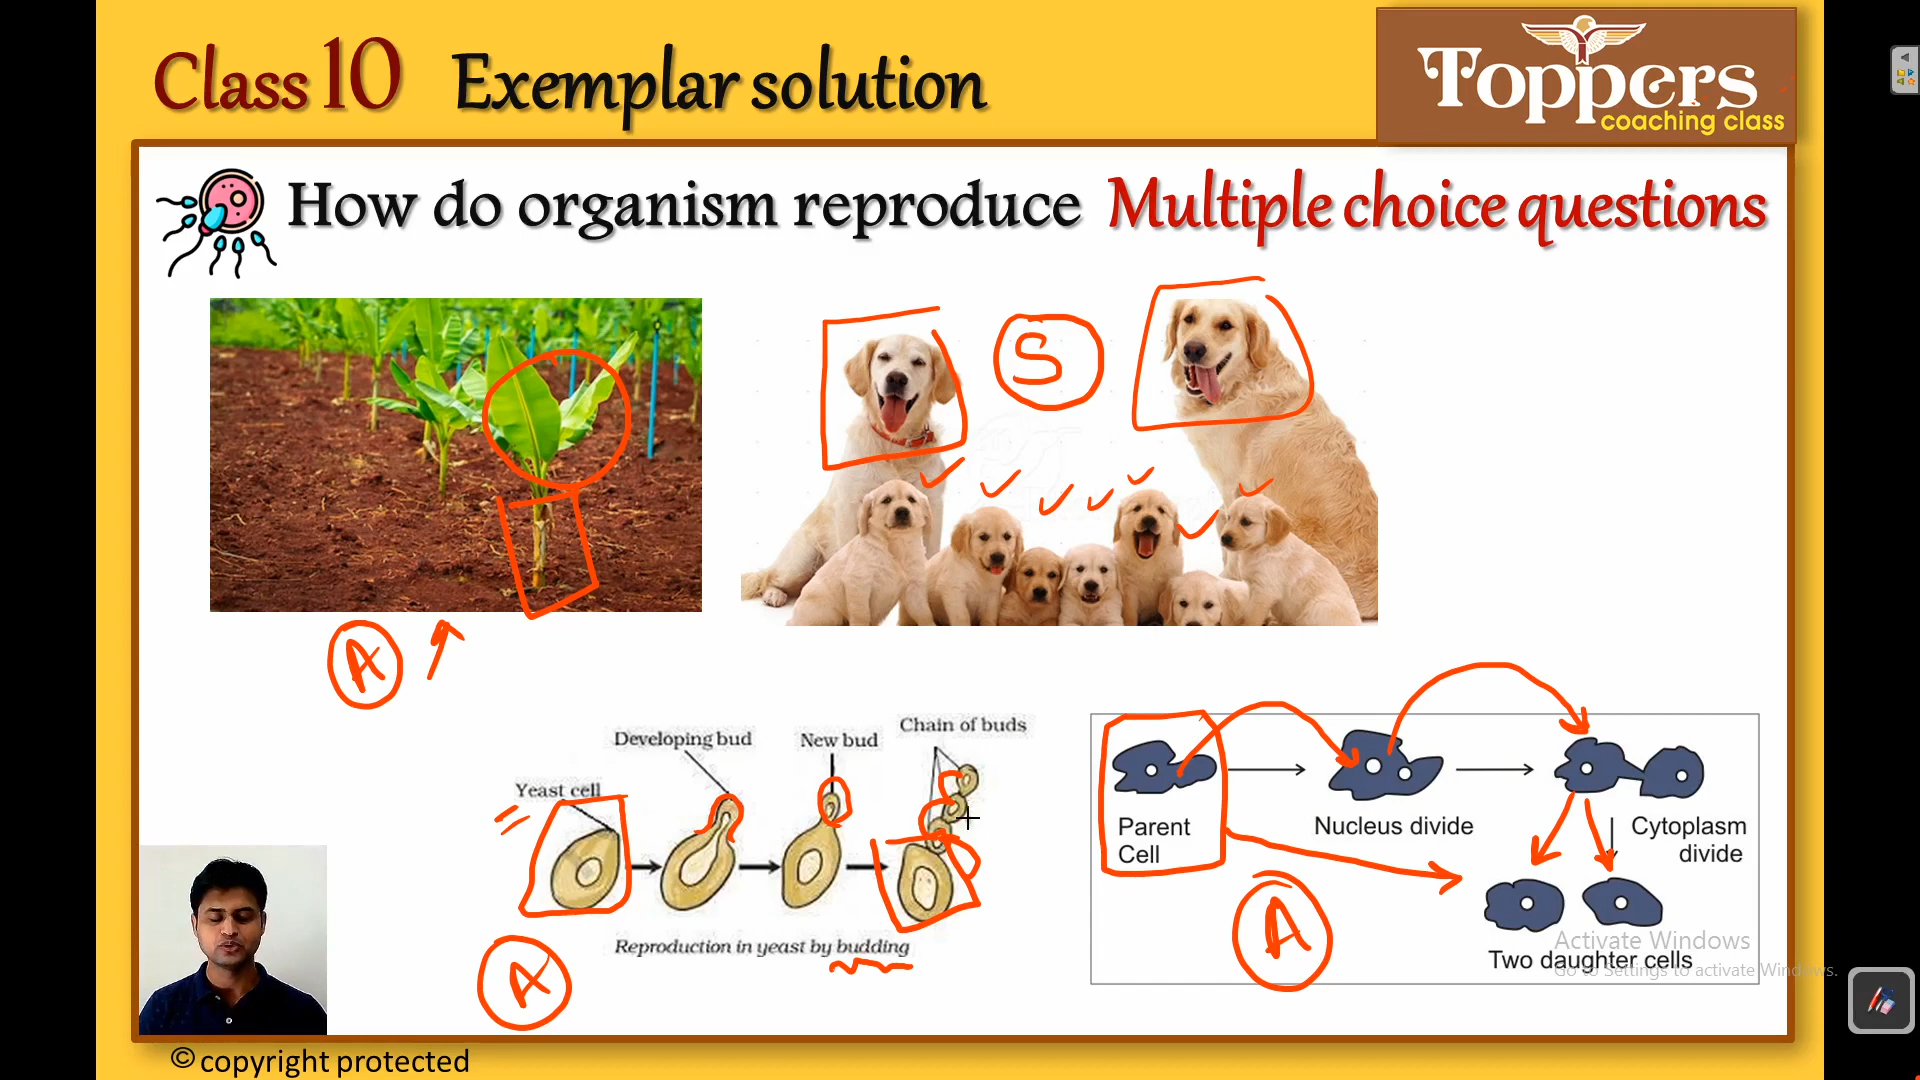 Class 10 Exemplar solution
Toppers
coaching class
How do organism reproduce Multiple choice questions
S
A
Developing bud
New bud
Chain of buds
Yeast cell
Reproduction in yeast by budding
A
Parent
Cell
Nucleus divide
Cytoplasm
divide
Two daughter cells
A
Activate Windows
Go to Settings to activate Windows.
© copyright protected